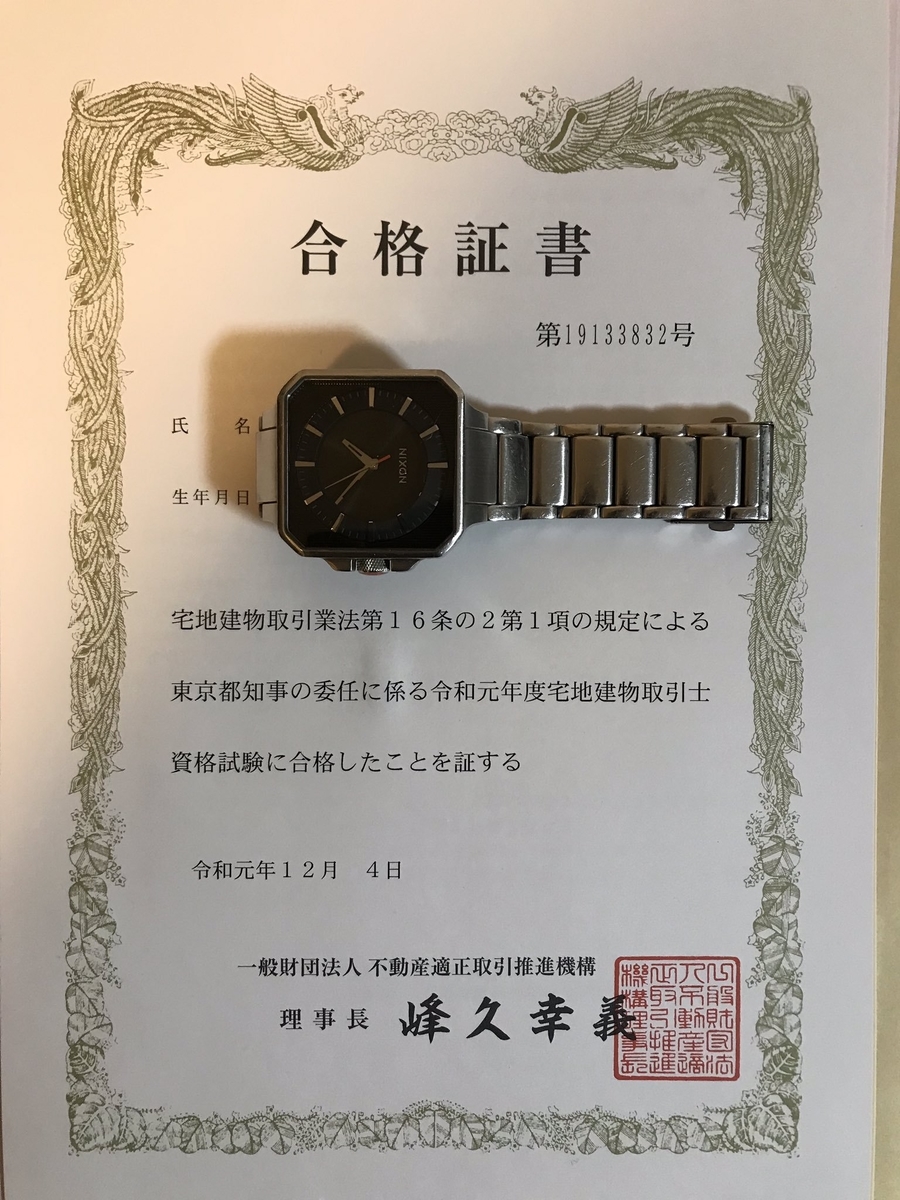 合格証書
第19133832号
氏　　名
NIXON
生年月日
宅地建物取引業法第１６条の２第１項の規定による
東京都知事の委任に係る令和元年度宅地建物取引士
資格試験に合格したことを証する
令和元年１２月　４日
一般財団法人 不動産適正取引推進機構
理事長　峰久幸義